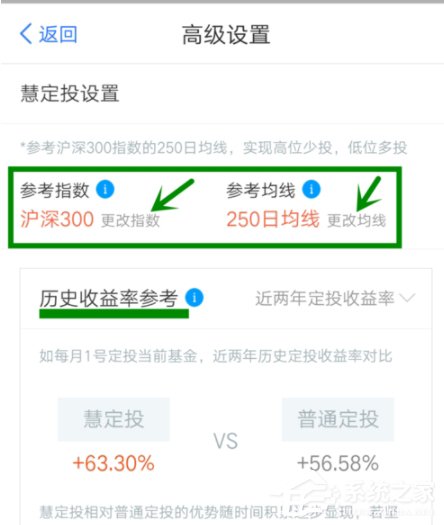 返回
高级设置
慧定投设置
*参考沪深300指数的250日均线，实现高位少投，低位多投
参考指数 参考均线
沪深300 更改指数 250日均线 更改均线
历史收益率参考 近两年定投收益率
如每月1号定投当前基金，近两年历史定投收益率对比
慧定投 VS 普通定投
+63.30% +56.58%
慧定投相对普通定投的优势随时间积
显现，若坚
系统之家